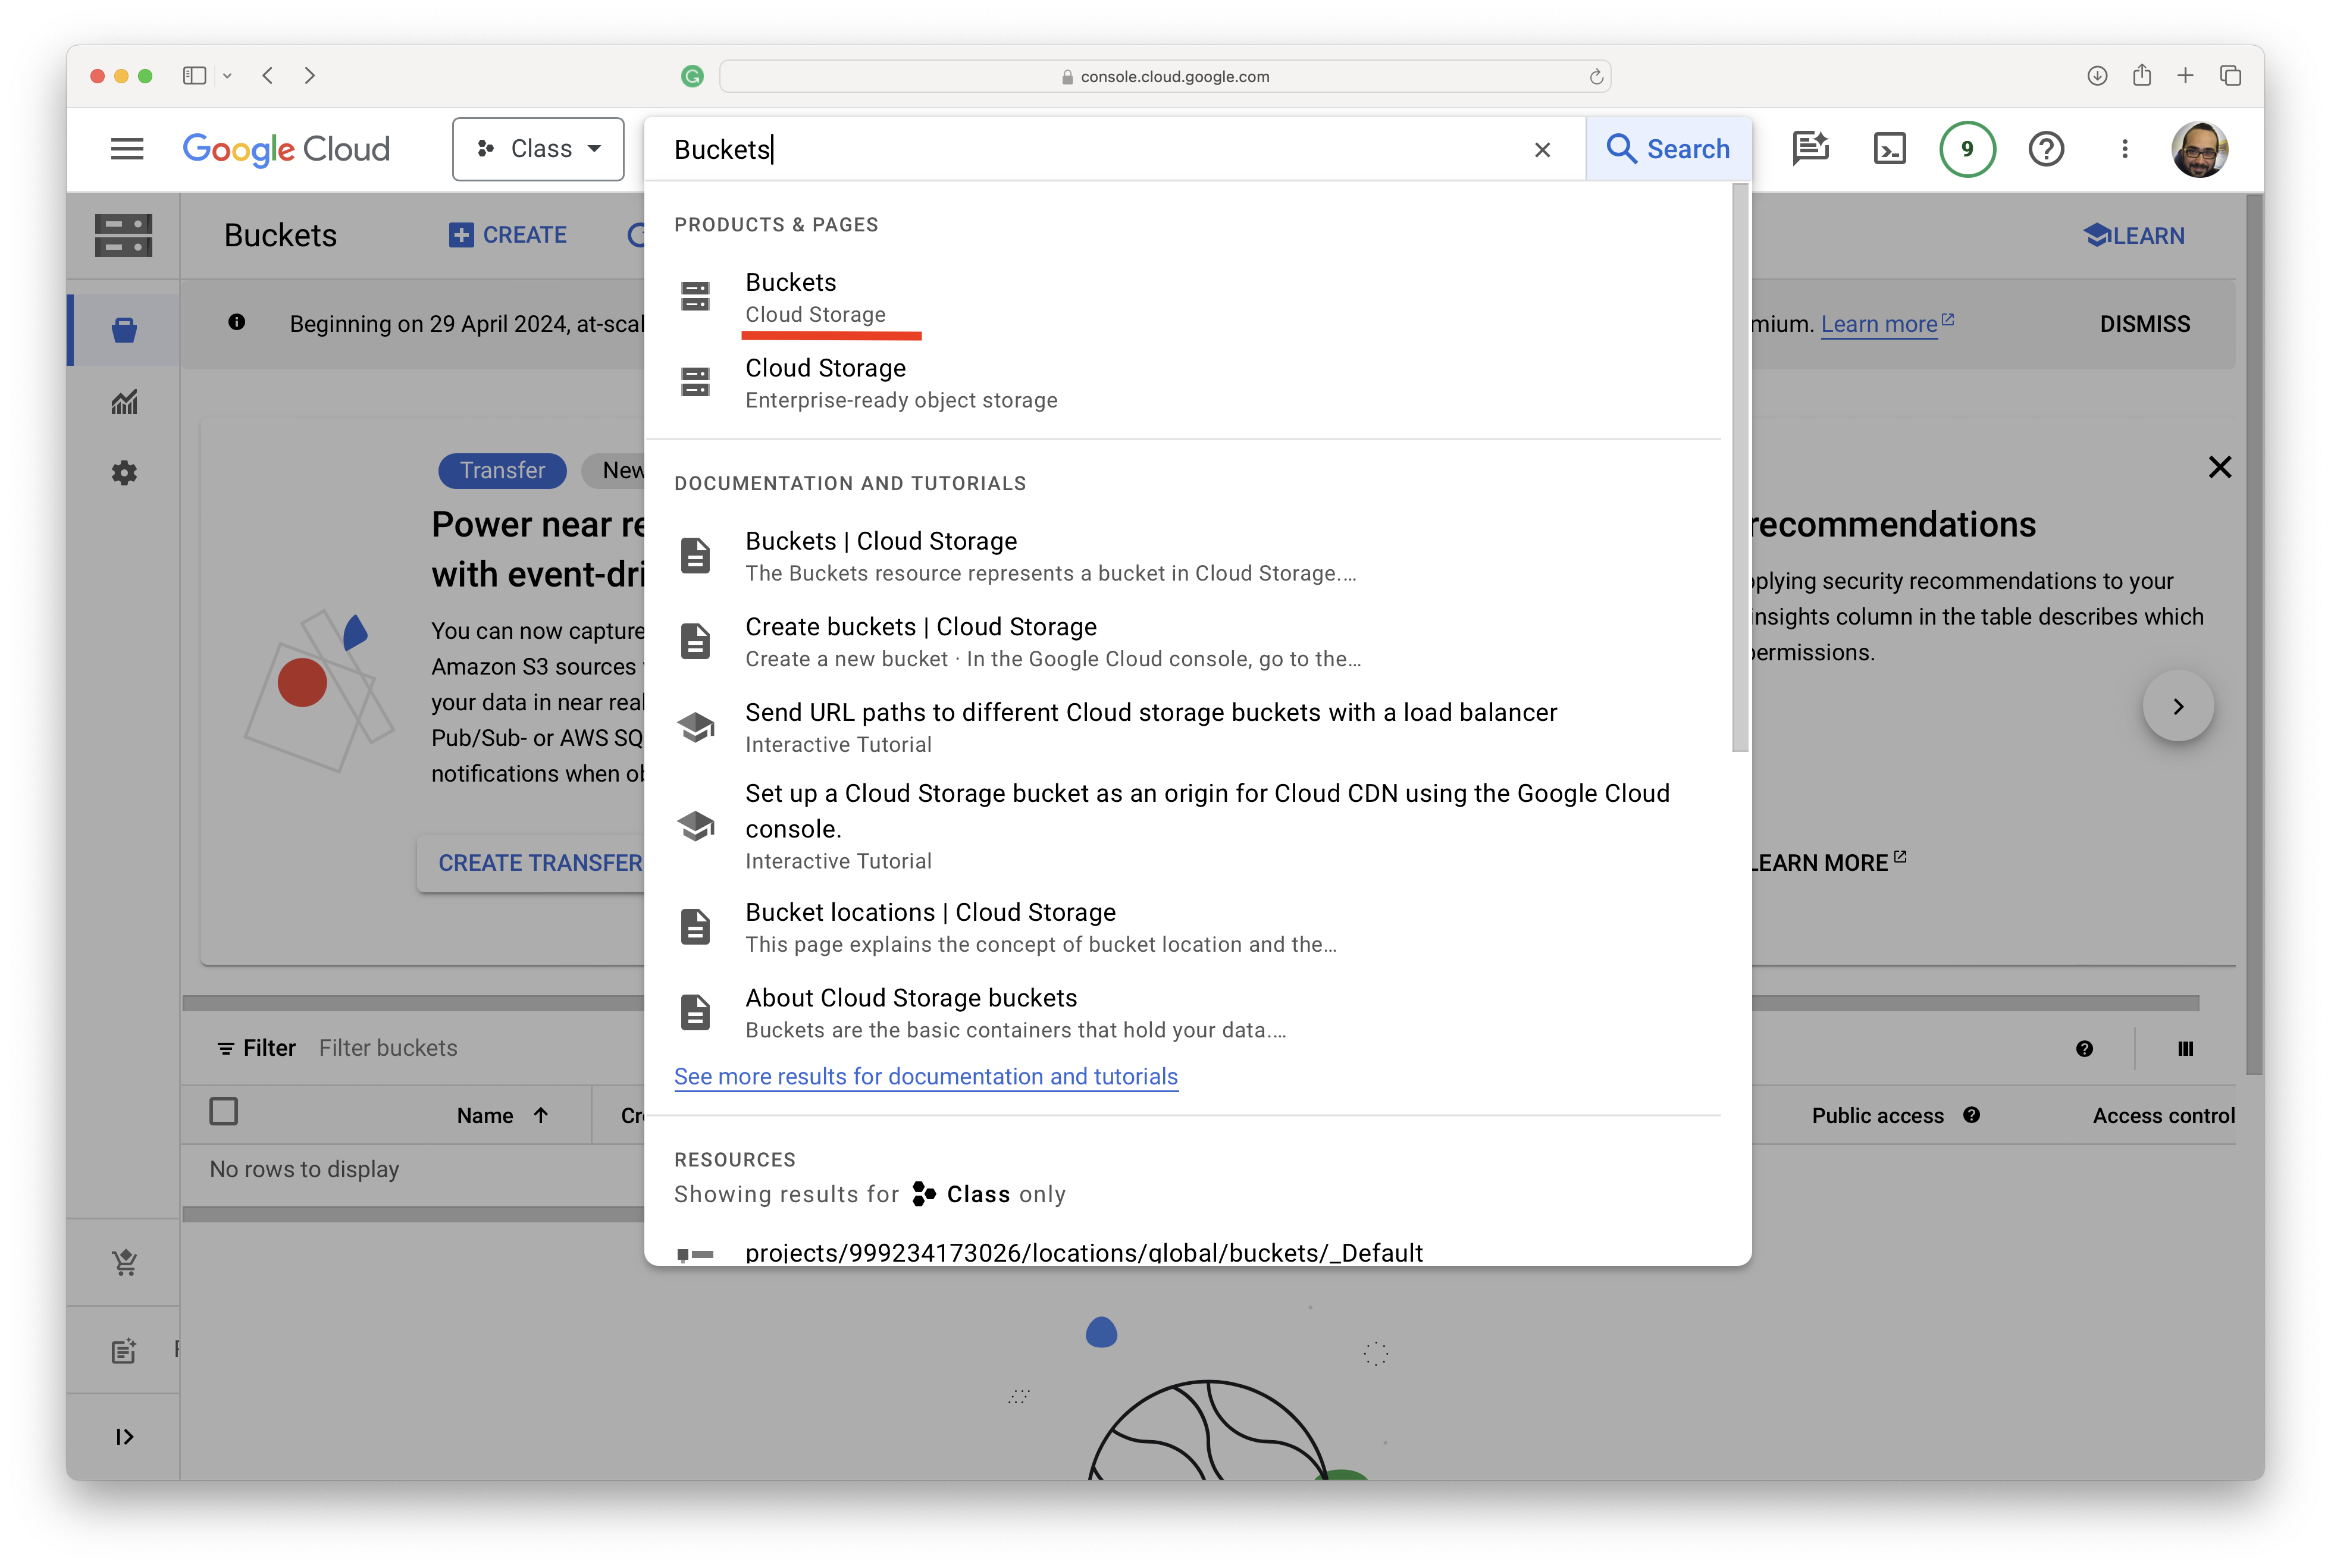 console.cloud.google.com
Google Cloud
Class
Buckets
Search
9
Buckets
CREATE
LEARN
Beginning on 29 April 2024, at-scal
mium. Learn more
DISMISS
Transfer
New
Power near re
with event-dri
You can now capture
Amazon S3 sources
your data in near real
Pub/Sub- or AWS SQ
notifications when ob
CREATE TRANSFER
PRODUCTS & PAGES
Buckets
Cloud Storage
Cloud Storage
Enterprise-ready object storage
DOCUMENTATION AND TUTORIALS
Buckets | Cloud Storage
The Buckets resource represents a bucket in Cloud Storage....
Create buckets | Cloud Storage
Create a new bucket · In the Google Cloud console, go to the...
Send URL paths to different Cloud storage buckets with a load balancer
Interactive Tutorial
Set up a Cloud Storage bucket as an origin for Cloud CDN using the Google Cloud
console.
Interactive Tutorial
Bucket locations | Cloud Storage
This page explains the concept of bucket location and the...
About Cloud Storage buckets
Buckets are the basic containers that hold your data....
See more results for documentation and tutorials
RESOURCES
Showing results for Class only
projects/999234173026/locations/global/buckets/_Default
recommendations
pplying security recommendations to your
insights column in the table describes which
permissions.
LEARN MORE
Filter
Filter buckets
Name
Cr
Public access
Access control
No rows to display